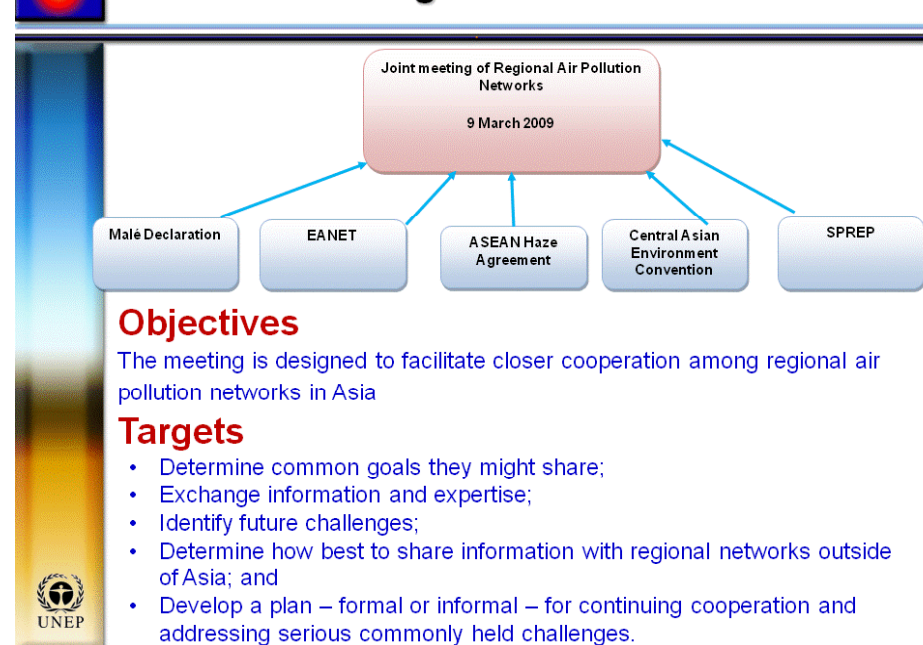 Joint meeting of Regional Air Pollution
Networks
9 March 2009
Malé Declaration
EANET
ASEAN Haze
Agreement
Central Asian
Environment
Convention
SPREP
Objectives
The meeting is designed to facilitate closer cooperation among regional air
pollution networks in Asia
Targets
• Determine common goals they might share;
• Exchange information and expertise;
• Identify future challenges;
• Determine how best to share information with regional networks outside
of Asia; and
• Develop a plan – formal or informal – for continuing cooperation and
addressing serious commonly held challenges.
UNEP